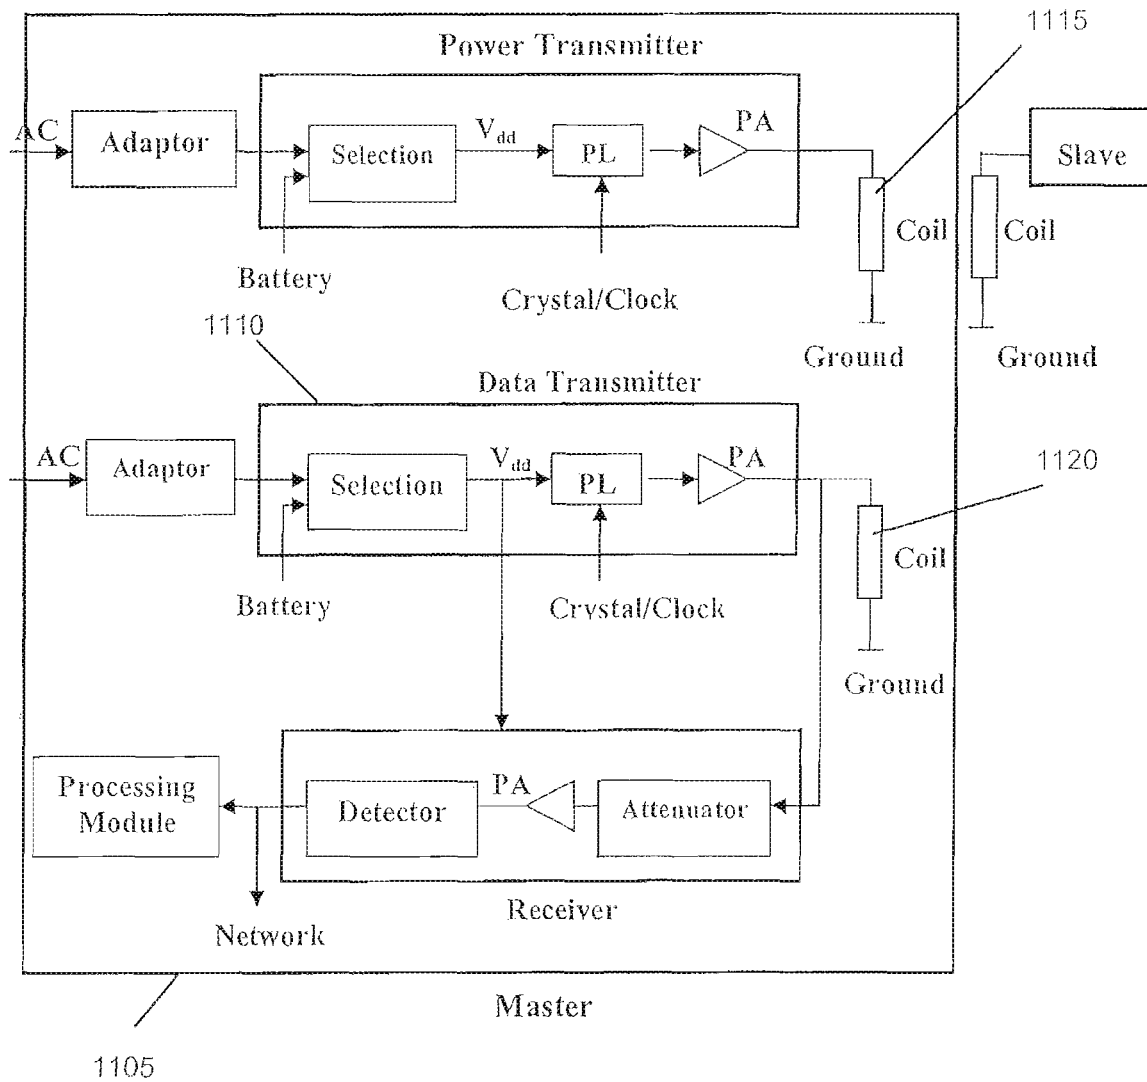 Power Transmitter
1115
AC
Adaptor
Selection
Vdd
PL
PA
Slave
Coil
Coil
Battery
Crystal/Clock
Ground
Ground
1110
Data Transmitter
AC
Adaptor
Selection
Vdd
PL
PA
1120
Coil
Battery
Crystal/Clock
Ground
Processing
Module
Detector
PA
Attenuator
Receiver
Network
Master
1105